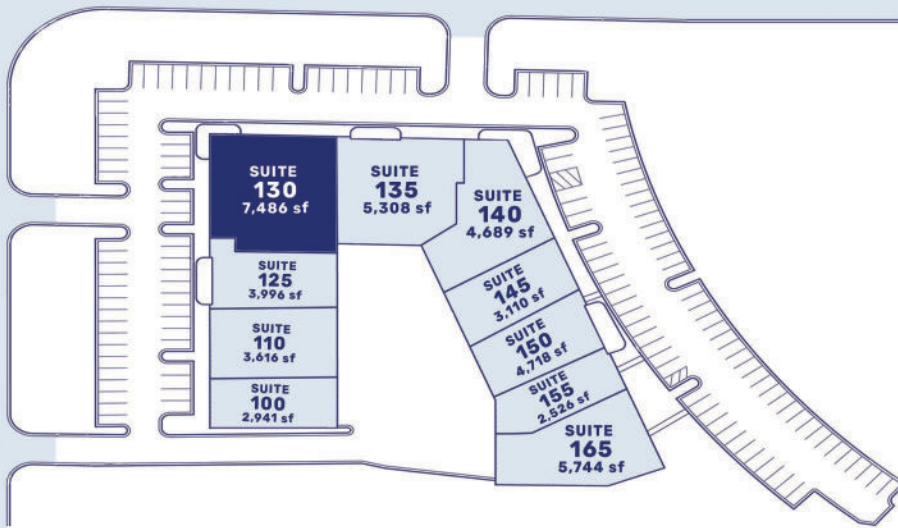 SUITE
130
7,486 sf
SUITE
135
5,308 sf
SUITE
140
4,689 sf
SUITE
125
3,996 sf
SUITE
145
3,110 sf
SUITE
110
3,616 sf
SUITE
150
4,718 sf
SUITE
100
2,941 sf
SUITE
155
2,526 sf
SUITE
165
5,744 sf